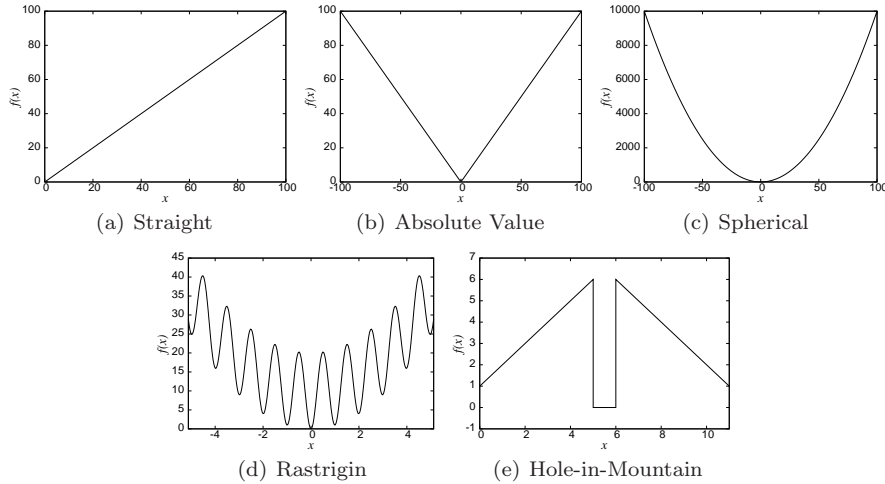 100
80
60
40
20
0
f(x)
0 20 40 60 80 100
x
(a) Straight
100
80
60
40
20
0
f(x)
-100 -50 0 50 100
x
(b) Absolute Value
10000
8000
6000
4000
2000
0
f(x)
-100 -50 0 50 100
x
(c) Spherical
45
40
35
30
25
20
15
10
5
0
f(x)
-4 -2 0 2 4
x
(d) Rastrigin
7
6
5
4
3
2
1
0
-1
f(x)
0 2 4 6 8 10
x
(e) Hole-in-Mountain